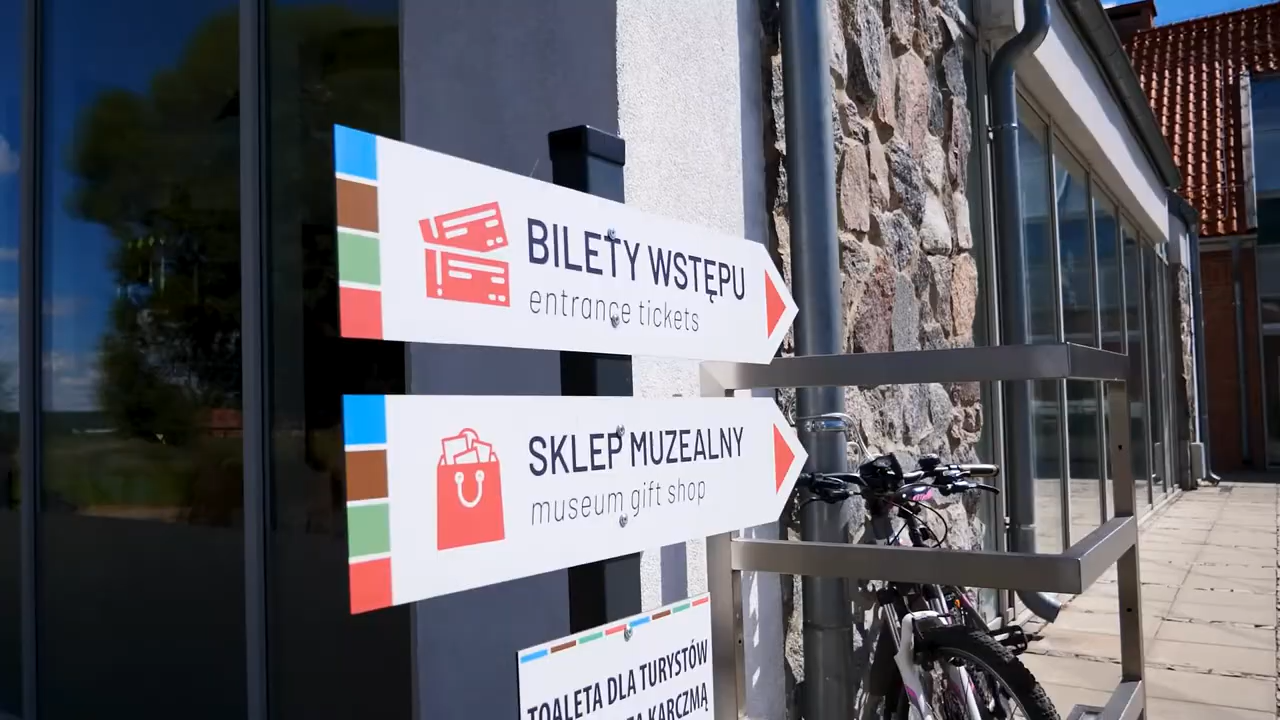 BILETY WSTĘPU
entrance tickets
SKLEP MUZEALNY
museum gift shop
TOALETA DLA TURYSTÓW
KARCZMĄ